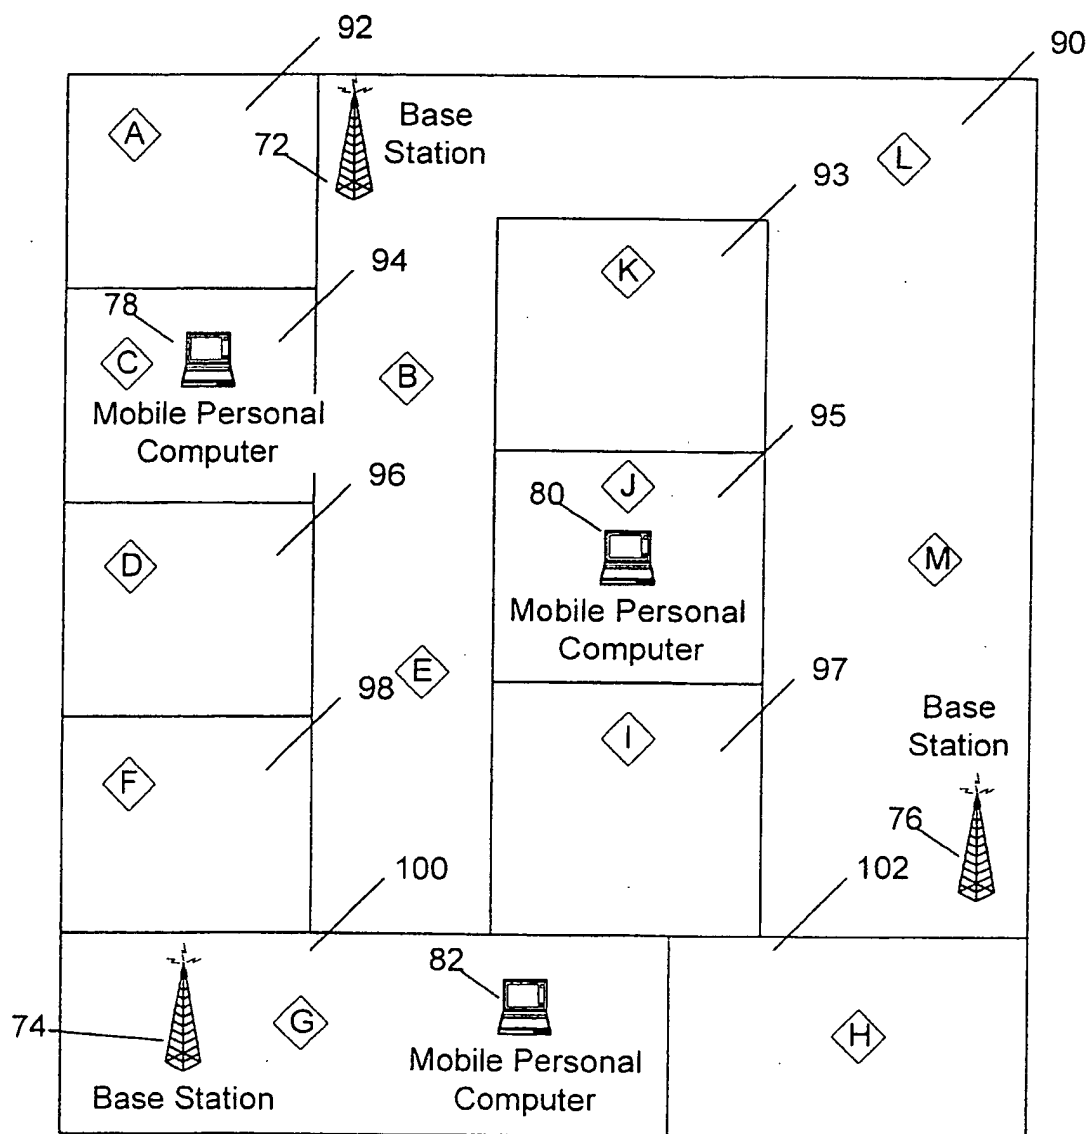 92
90
A
Base
Station
72
L
93
K
94
78
C
Mobile Personal
Computer
B
95
J
80
Mobile Personal
Computer
96
D
M
E
97
98
I
Base
Station
F
76
100
102
82
74
G
H
Mobile Personal
Computer
Base Station